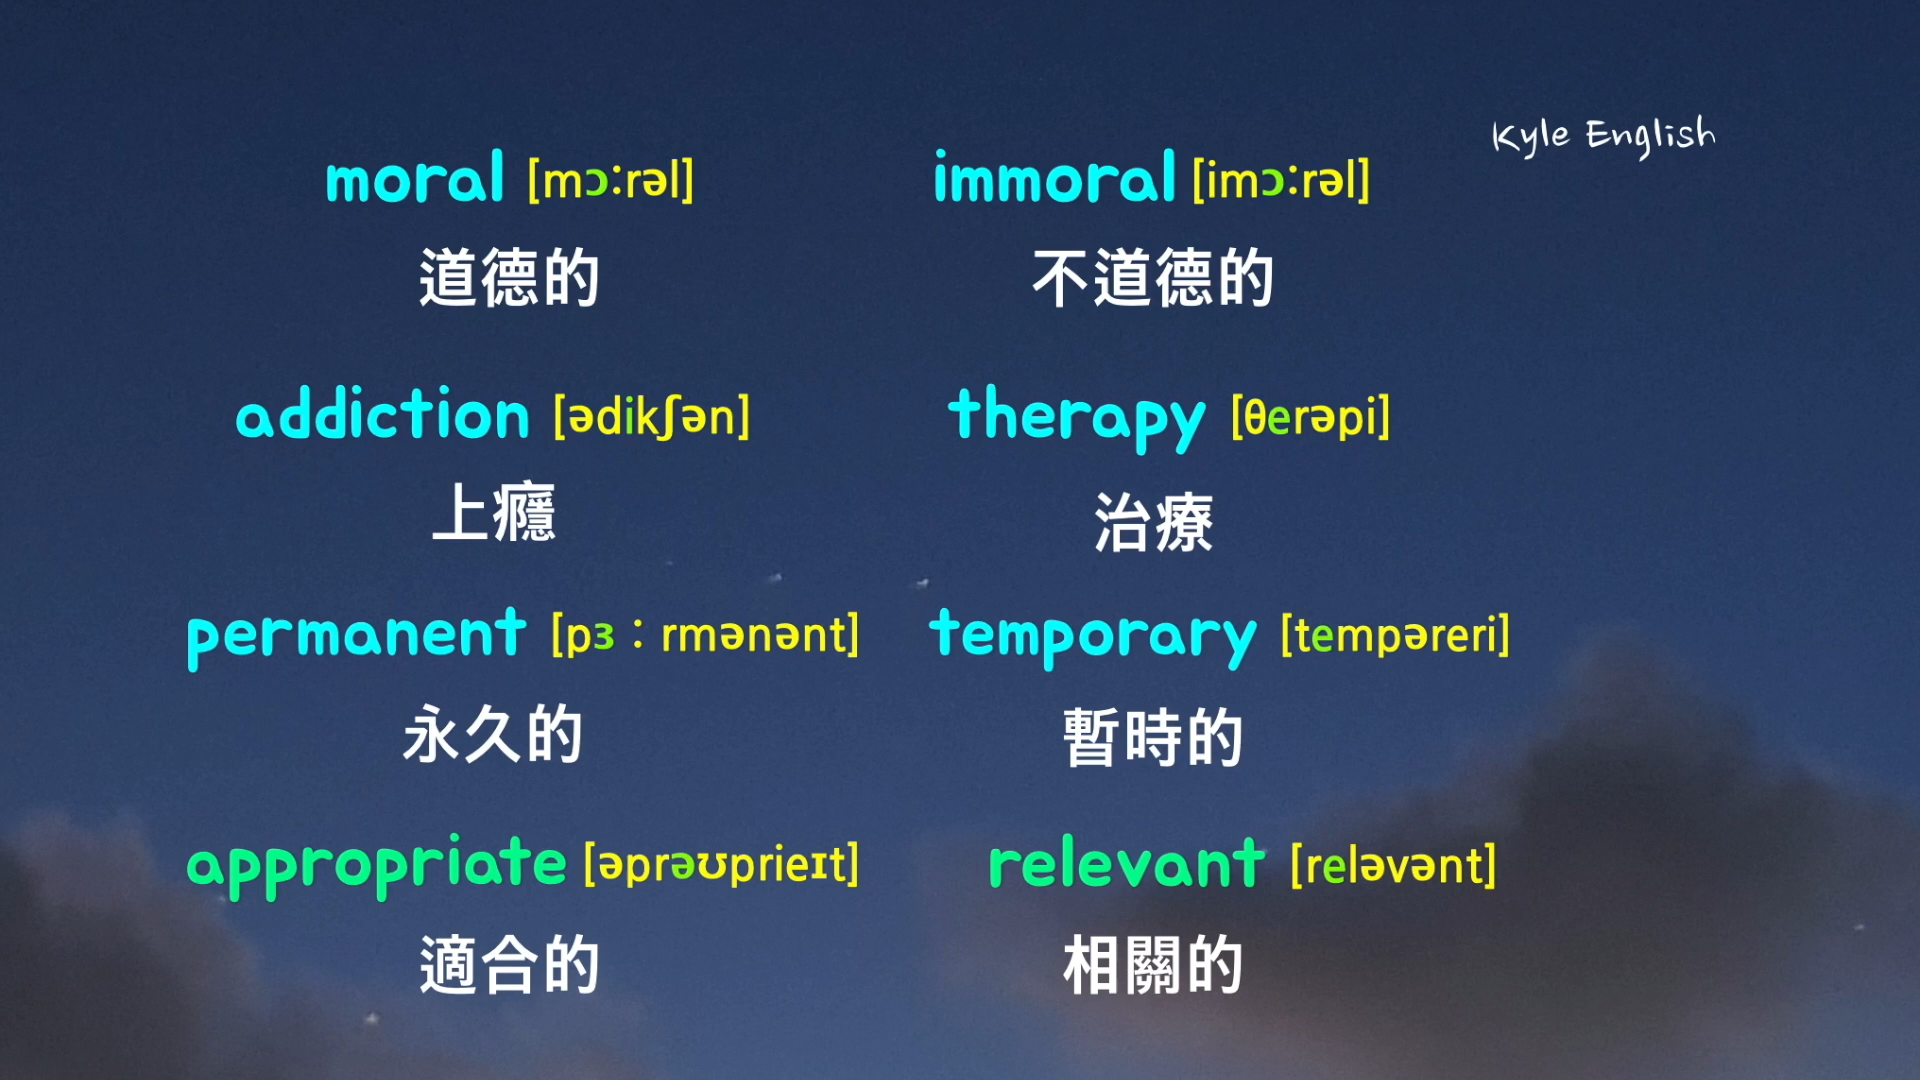 Kyle English
moral [mɔ:rəl] immoral [imɔ:rəl]
道德的 不道德的
addiction [ədikʃən] therapy [θerəpi]
上癮 治療
permanent [pɜ：rmənənt] temporary [tempəreri]
永久的 暫時的
appropriate [əprəʊprieɪt] relevant [reləvənt]
適合的 相關的